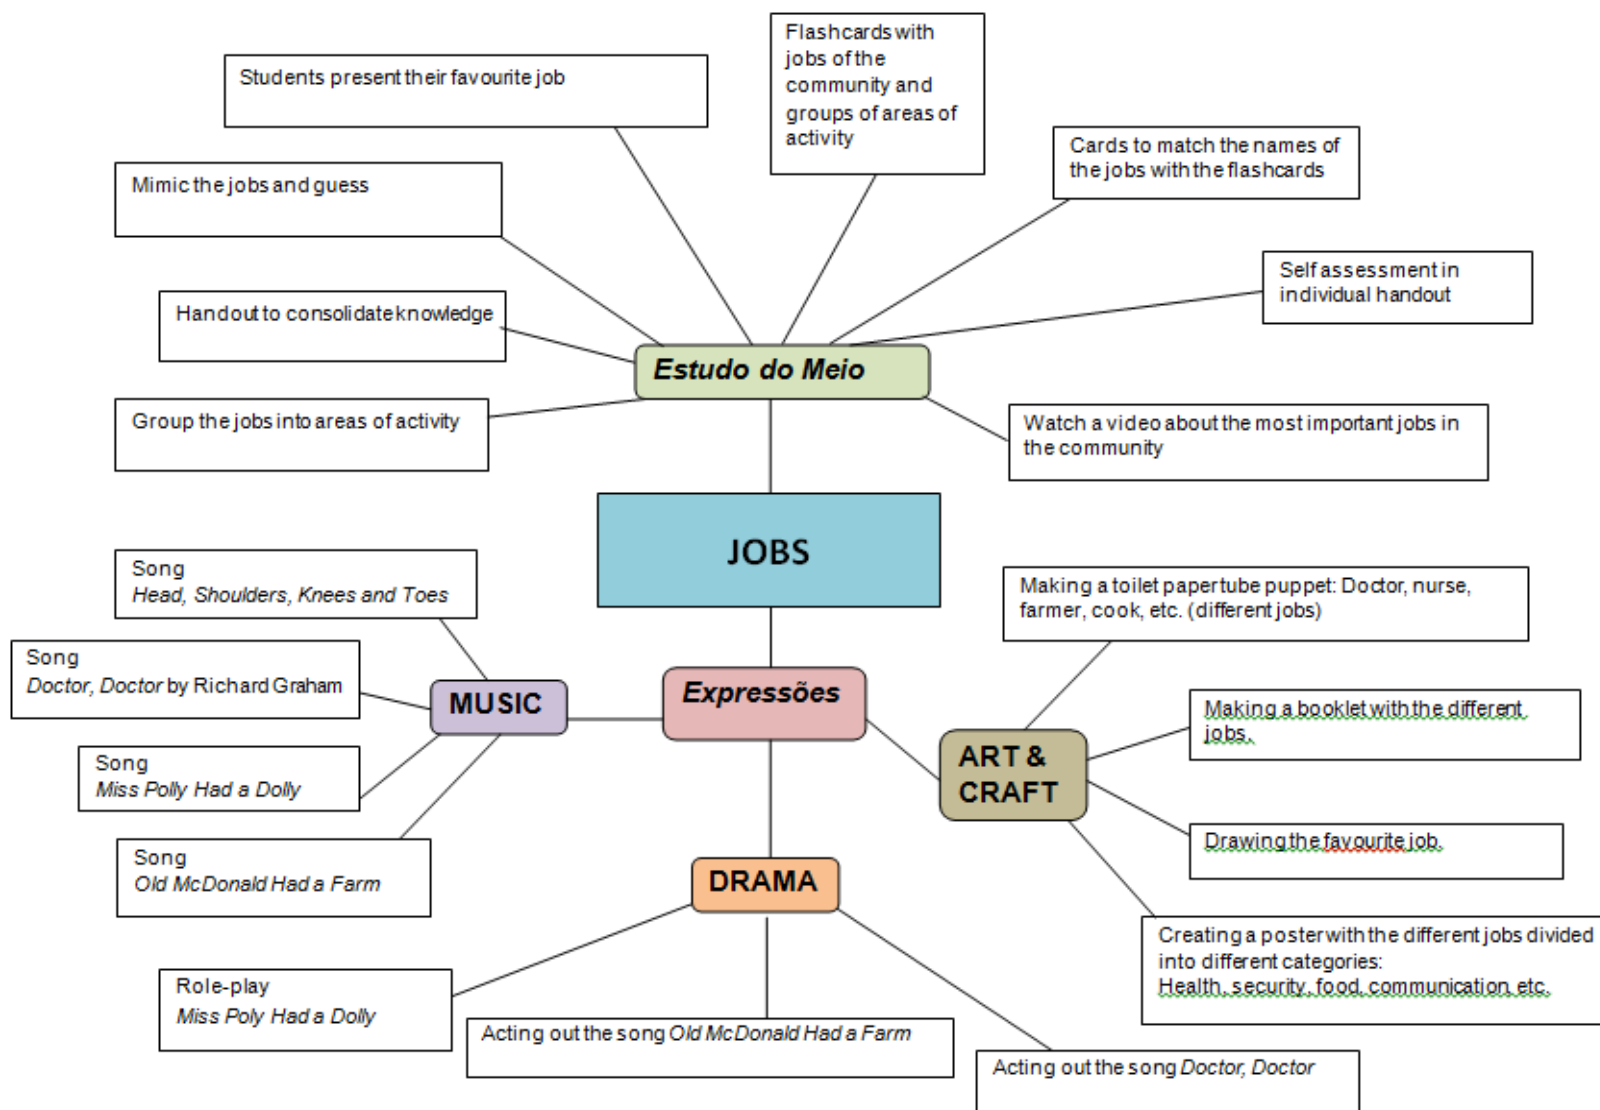 Flashcards with
jobs of the
community and
groups of areas of
activity
Students present their favourite job
Cards to match the names of
the jobs with the flashcards
Mimic the jobs and guess
Self assessment in
individual handout
Handout to consolidate knowledge
Estudo do Meio
Group the jobs into areas of activity
Watch a video about the most important jobs in
the community
JOBS
Song
Head, Shoulders, Knees and Toes
Making a toilet paper tube puppet: Doctor, nurse,
farmer, cook, etc. (different jobs)
Song
Doctor, Doctor by Richard Graham
MUSIC
Expressões
Making a booklet with the different
jobs.
ART &
CRAFT
Song
Miss Polly Had a Dolly
Drawing the favourite job.
Song
Old McDonald Had a Farm
DRAMA
Creating a poster with the different jobs divided
into different categories:
Health, security, food, communication, etc.
Role-play
Miss Poly Had a Dolly
Acting out the song Old McDonald Had a Farm
Acting out the song Doctor, Doctor